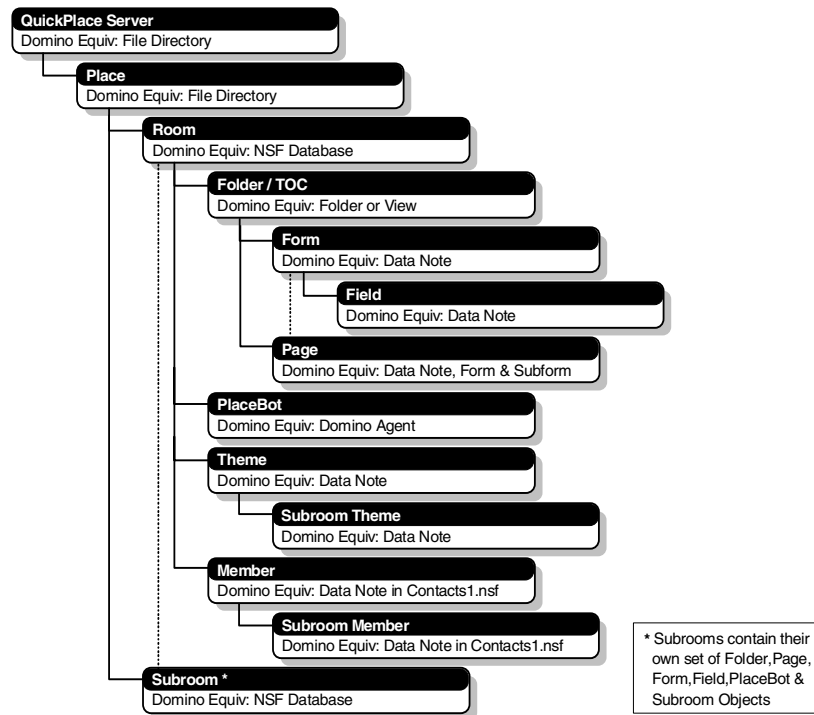 QuickPlace Server
Domino Equiv: File Directory
Place
Domino Equiv: File Directory
Room
Domino Equiv: NSF Database
Folder / TOC
Domino Equiv: Folder or View
Form
Domino Equiv: Data Note
Field
Domino Equiv: Data Note
Page
Domino Equiv: Data Note, Form & Subform
PlaceBot
Domino Equiv: Domino Agent
Theme
Domino Equiv: Data Note
Subroom Theme
Domino Equiv: Data Note
Member
Domino Equiv: Data Note in Contacts1.nsf
Subroom Member
Domino Equiv: Data Note in Contacts1.nsf
Subroom *
Domino Equiv: NSF Database
* Subrooms contain their
own set of Folder,Page,
Form,Field,PlaceBot &
Subroom Objects